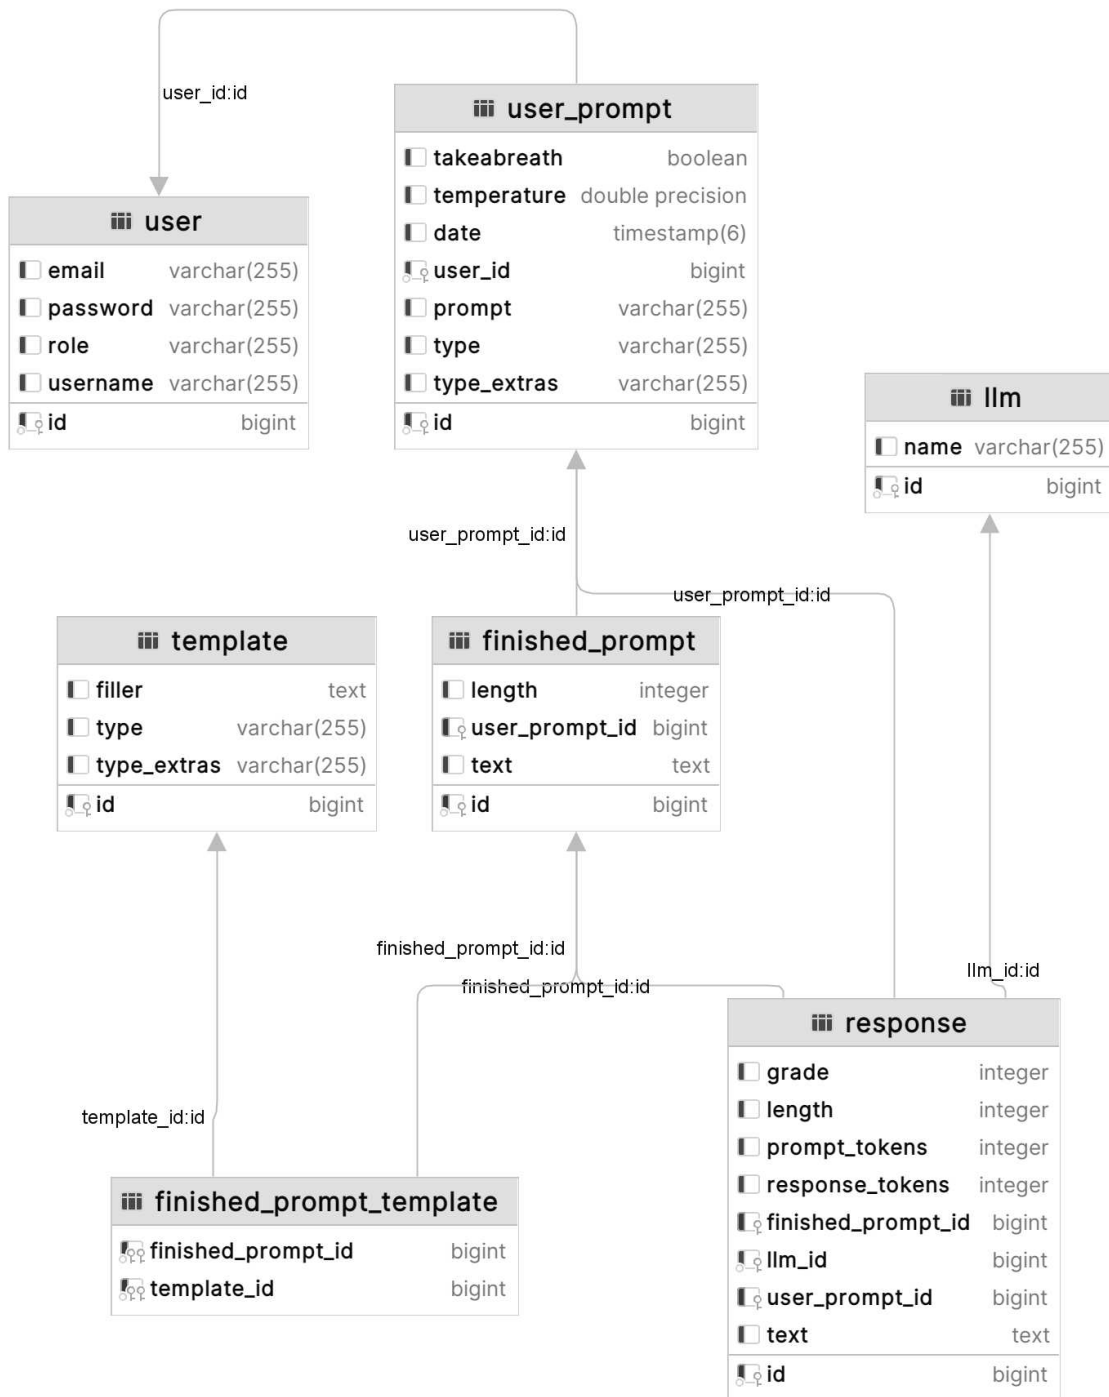 user_id:id
user_prompt
takeabreath boolean
temperature double precision
date timestamp(6)
user_id bigint
prompt varchar(255)
type varchar(255)
type_extras varchar(255)
id bigint
user
email varchar(255)
password varchar(255)
role varchar(255)
username varchar(255)
id bigint
llm
name varchar(255)
id bigint
user_prompt_id:id
user_prompt_id:id
template
filler text
type varchar(255)
type_extras varchar(255)
id bigint
finished_prompt
length integer
user_prompt_id bigint
text text
id bigint
finished_prompt_id:id
finished_prompt_id:id
llm_id:id
template_id:id
response
grade integer
length integer
prompt_tokens integer
response_tokens integer
finished_prompt_id bigint
llm_id bigint
user_prompt_id bigint
text text
id bigint
finished_prompt_template
finished_prompt_id bigint
template_id bigint